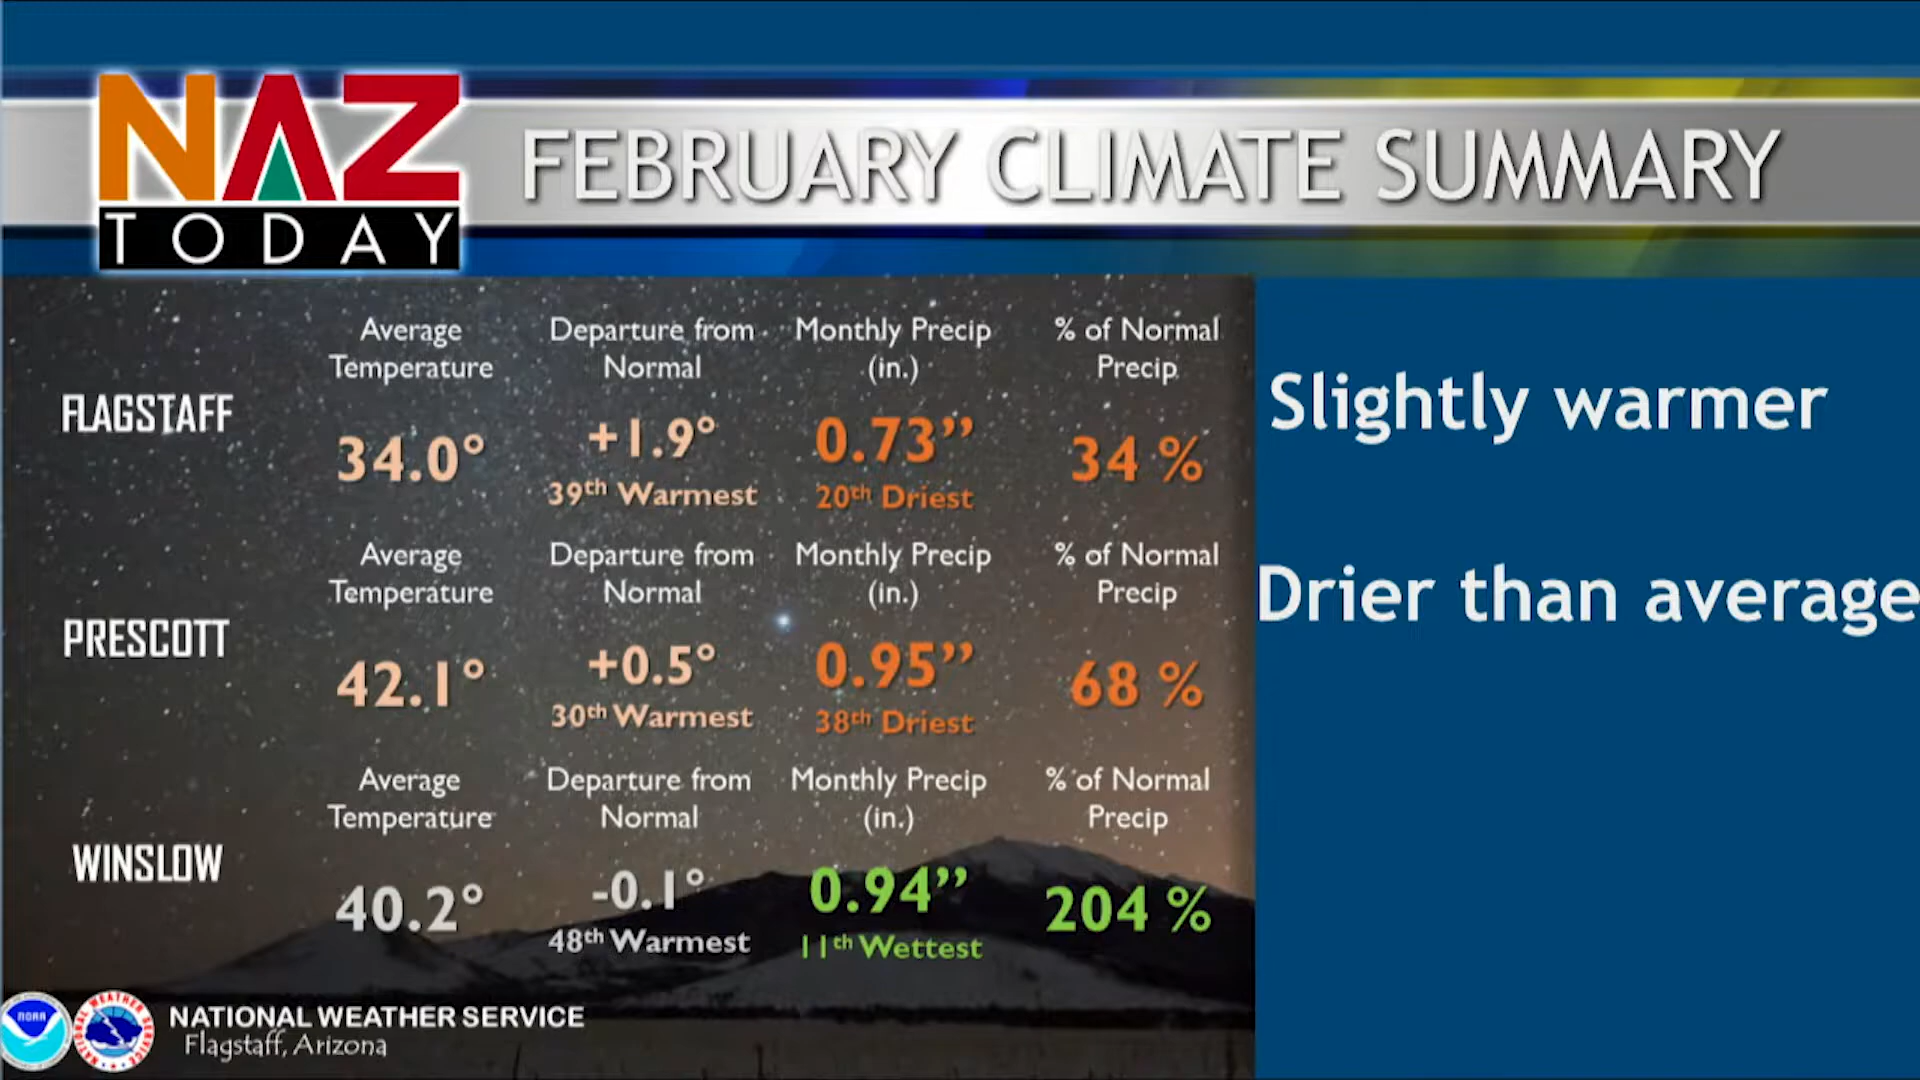 NAZ
TODAY
FEBRUARY CLIMATE SUMMARY
FLAGSTAFF
Average Temperature
Departure from Normal
Monthly Precip (in.)
% of Normal Precip
34.0°
+1.9°
39th Warmest
0.73”
20th Driest
34 %
PRESCOTT
Average Temperature
Departure from Normal
Monthly Precip (in.)
% of Normal Precip
42.1°
+0.5°
30th Warmest
0.95”
38th Driest
68 %
WINSLOW
Average Temperature
Departure from Normal
Monthly Precip (in.)
% of Normal Precip
40.2°
-0.1°
48th Warmest
0.94”
11th Wettest
204 %
Slightly warmer
Drier than average
NOAA
NATIONAL WEATHER SERVICE
NATIONAL WEATHER SERVICE
Flagstaff, Arizona